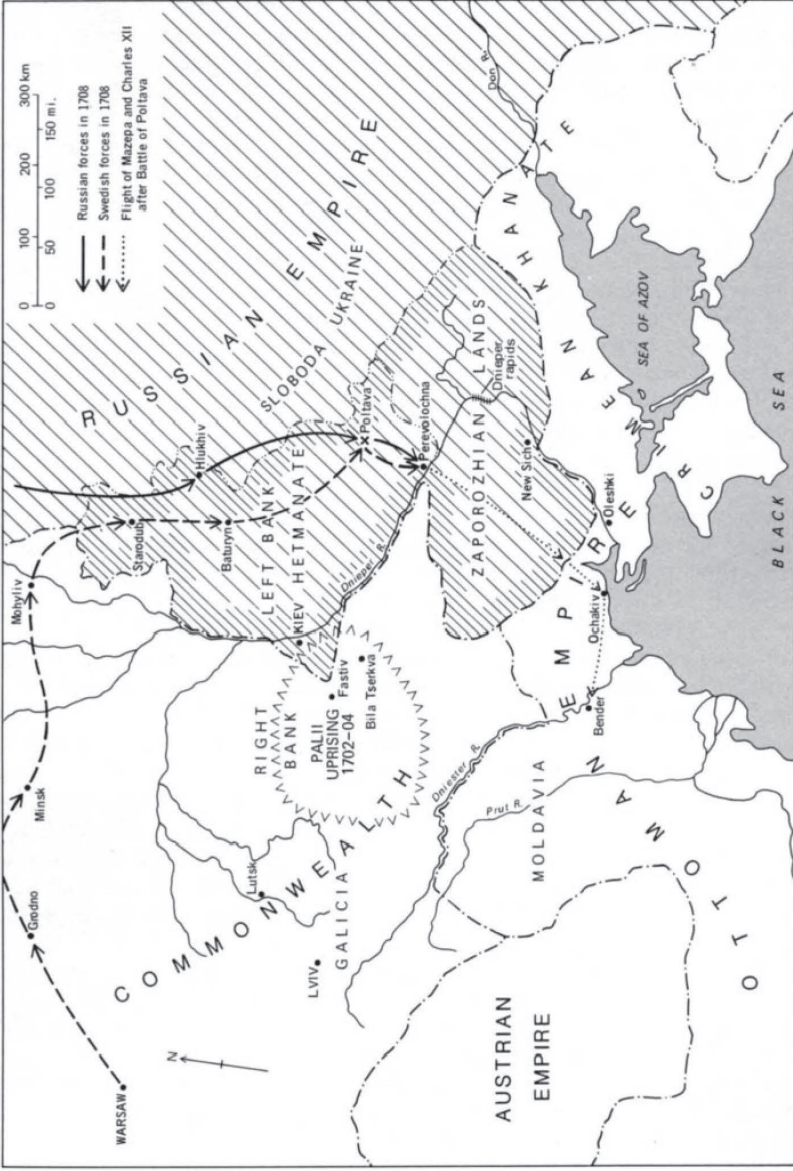 0 100 200 300 km
0 50 100 150 mi.
Russian forces in 1708
Swedish forces in 1708
Flight of Mazepa and Charles XII
after Battle of Poltava
RUSSIAN EMPIRE
SLOBODA
UKRAINE
WARSAW
Grodno
Minsk
Mohyliv
N
COMMONWEALTH
Lutsk
LVIV
GALICIA
RIGHT
BANK
PALII
UPRISING
1702–04
Fastiv
Bila Tserkva
Starodub
Hlukhiv
Baturyn
LEFT BANK
KIEV HETMANATE
Dnieper R.
Poltava
Perevolochna
ZAPOROZHIAN LANDS
Dnieper
rapids
New Sich
Don R.
CRIMEAN KHANATE
CRIMEA
Oleshki
Ochakiv
Bender
Dniester R.
Prut R.
MOLDAVIA
OTTOMAN EMPIRE
AUSTRIAN
EMPIRE
SEA OF AZOV
BLACK SEA